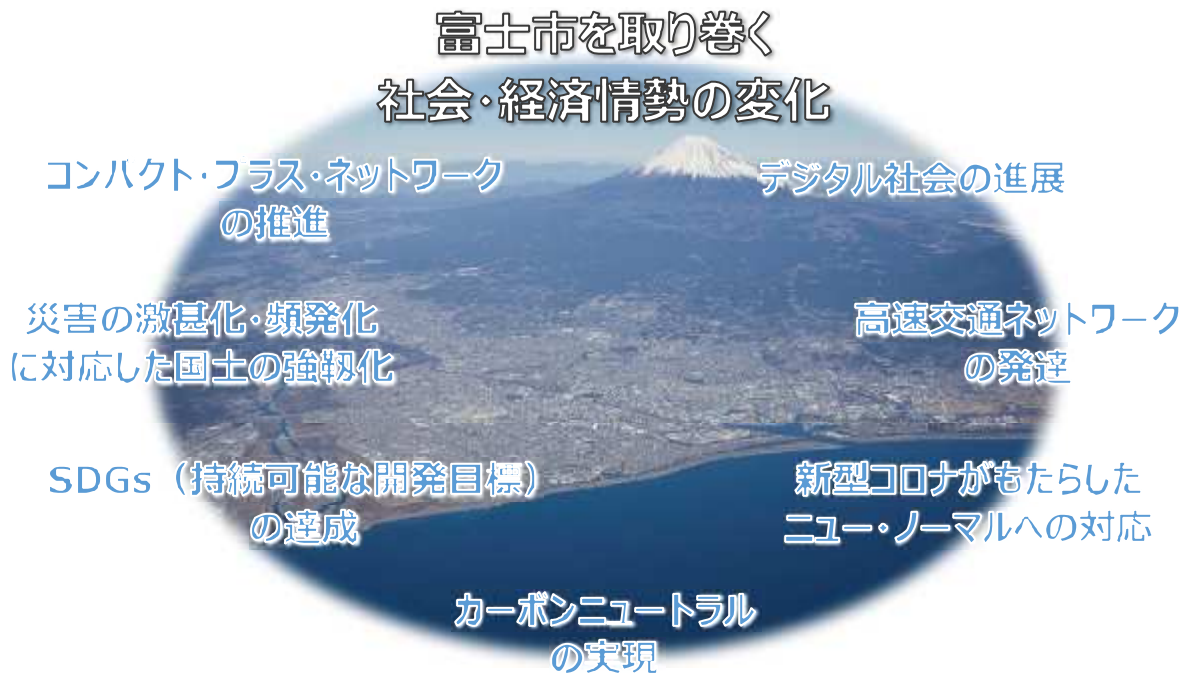 富士市を取り巻く
社会・経済情勢の変化
コンパクト・プラス・ネットワーク
の推進
デジタル社会の進展
災害の激甚化・頻発化
に対応した国土の強靱化
高速交通ネットワーク
の発達
SDGs（持続可能な開発目標）
の達成
新型コロナがもたらした
ニュー・ノーマルへの対応
カーボンニュートラル
の実現